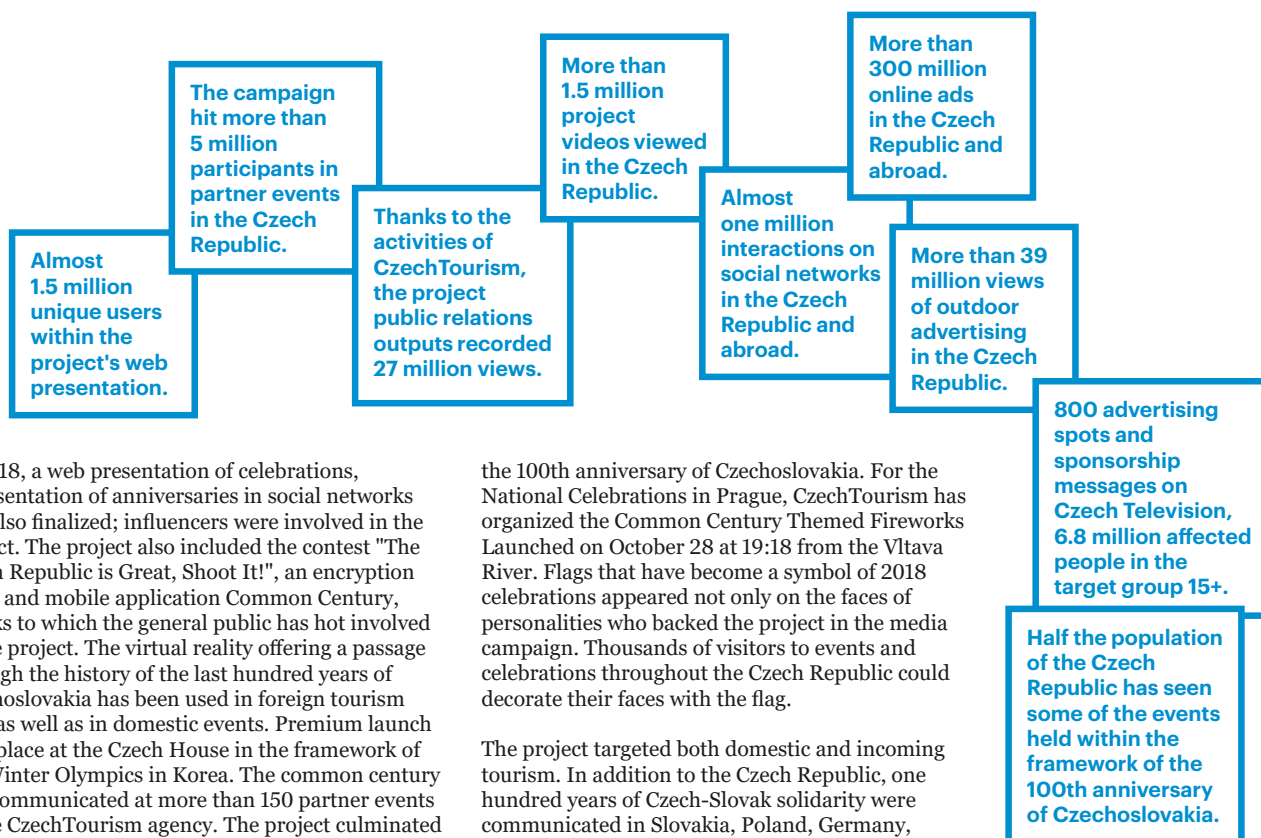 Almost
1.5 million
unique users
within the
project's web
presentation.
The campaign
hit more than
5 million
participants in
partner events
in the Czech
Republic.
Thanks to the
activities of
CzechTourism,
the project
public relations
outputs recorded
27 million views.
More than
1.5 million
project
videos viewed
in the Czech
Republic.
Almost
one million
interactions on
social networks
in the Czech
Republic and
abroad.
More than
300 million
online ads
in the Czech
Republic and
abroad.
More than 39
million views
of outdoor
advertising
in the Czech
Republic.
800 advertising
spots and
sponsorship
messages on
Czech Television,
6.8 million affected
people in the
target group 15+.
Half the population
of the Czech
Republic has seen
some of the events
held within the
framework of the
100th anniversary
of Czechoslovakia.
18, a web presentation of celebrations,
sentation of anniversaries in social networks
lso finalized; influencers were involved in the
ct. The project also included the contest "The
n Republic is Great, Shoot It!", an encryption
and mobile application Common Century,
ks to which the general public has hot involved
e project. The virtual reality offering a passage
gh the history of the last hundred years of
hoslovakia has been used in foreign tourism
as well as in domestic events. Premium launch
place at the Czech House in the framework of
Winter Olympics in Korea. The common century
ommunicated at more than 150 partner events
e CzechTourism agency. The project culminated
the 100th anniversary of Czechoslovakia. For the
National Celebrations in Prague, CzechTourism has
organized the Common Century Themed Fireworks
Launched on October 28 at 19:18 from the Vltava
River. Flags that have become a symbol of 2018
celebrations appeared not only on the faces of
personalities who backed the project in the media
campaign. Thousands of visitors to events and
celebrations throughout the Czech Republic could
decorate their faces with the flag.
The project targeted both domestic and incoming
tourism. In addition to the Czech Republic, one
hundred years of Czech-Slovak solidarity were
communicated in Slovakia, Poland, Germany,